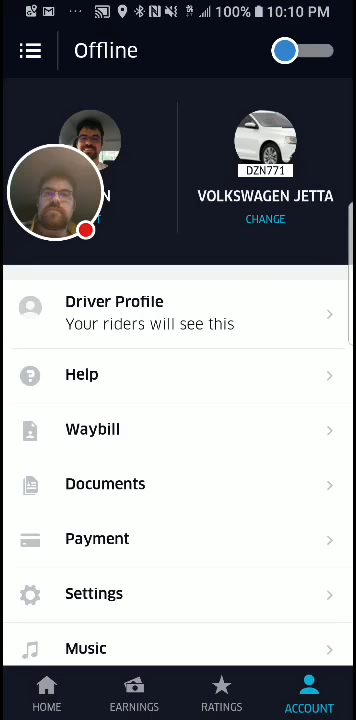 100% 10:10 PM
Offline
DZN771
VOLKSWAGEN JETTA
CHANGE
Driver Profile
Your riders will see this
Help
Waybill
Documents
Payment
Settings
Music
HOME EARNINGS RATINGS ACCOUNT